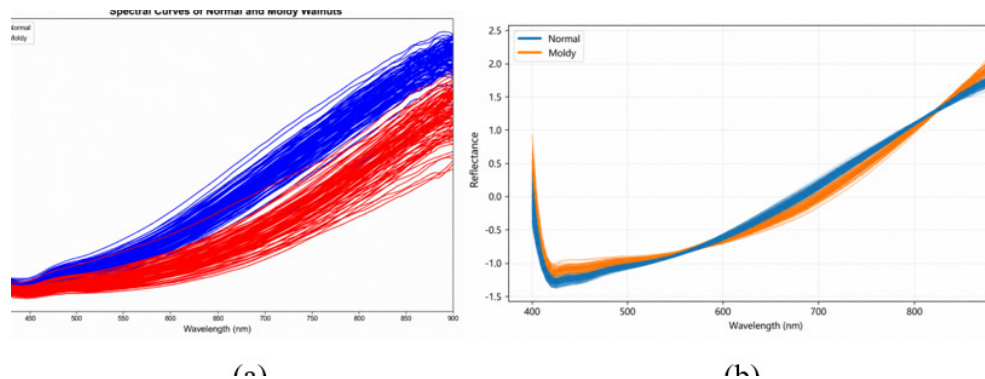 Spectral Curves of Normal and Moldy Walnuts
Normal
Moldy
450 500 550 600 650 700 750 800 850 900
Wavelength (nm)
Normal
Moldy
2.5
2.0
1.5
1.0
0.5
0.0
-0.5
-1.0
-1.5
Reflectance
400 500 600 700 800
Wavelength (nm)
(a) (b)